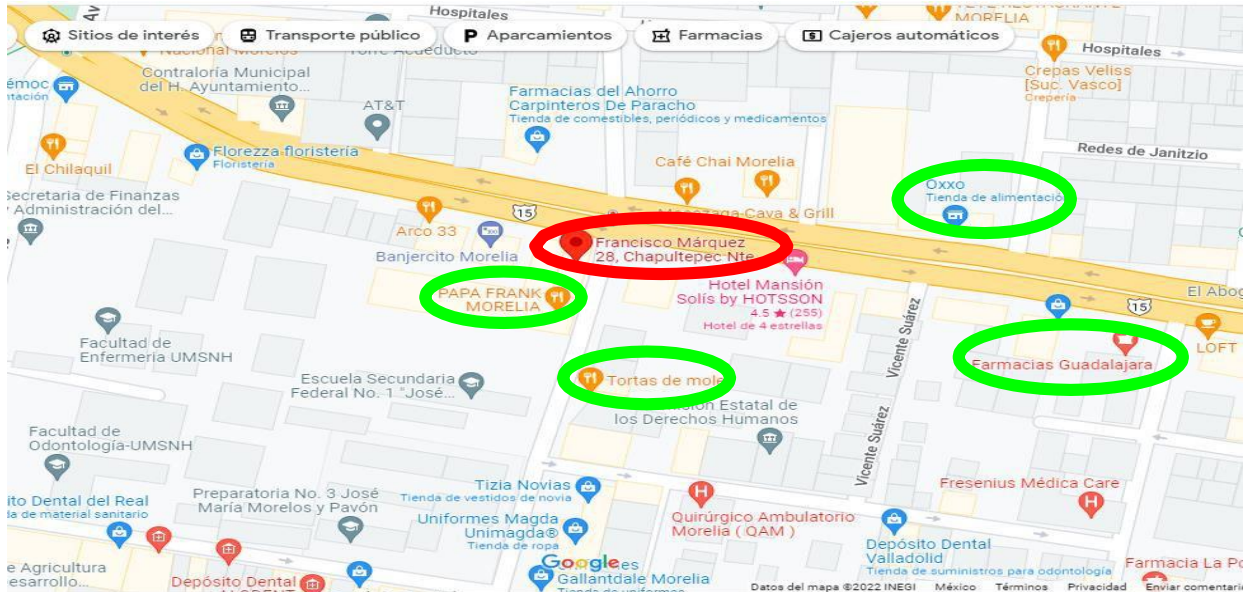 Hospitales
MORELIA
Sitios de interés
Transporte público
Aparcamientos
Farmacias
Cajeros automáticos
Hospitales
Contraloría Municipal
del H. Ayuntamiento...
AT&T
Farmacias del Ahorro
Carpinteros De Paracho
Tienda de comestibles, periódicos y medicamentos
Crepas Veliss
[Suc. Vasco]
Crepería
El Chilaquil
Florezza floristería
Floristería
Café Chai Morelia
Redes de Janitzio
Oxxo
Tienda de alimentación
Secretaria de Finanzas
y Administración del...
15
Arco 33
Cava & Grill
Banjercito Morelia
Francisco Márquez
28, Chapultepec Nte
PAPA FRANK
MORELIA
Hotel Mansión
Solís by HOTSSON
4.5 ★ (255)
Hotel de 4 estrellas
Vicente Suárez
15
El Abog
LOFT
Farmacias Guadalajara
Facultad de
Enfermería UMSNH
Escuela Secundaria
Federal No. 1 "José...
Tortas de mole
Estatal de
los Derechos Humanos
Vicente Suárez
Facultad de
Odontología-UMSNH
ito Dental del Real
a de material sanitario
Preparatoria No. 3 José
María Morelos y Pavón
Tizia Novias
Tienda de vestidos de novia
Uniformes Magda
Unimagda®
Tienda de ropa
Quirúrgico Ambulatorio
Morelia ( QAM )
Fresenius Médica Care
Depósito Dental
Valladolid
Tienda de suministros para odontología
Farmacia La Po
e Agricultura
esarrollo...
Depósito Dental
Google
Gallantdale Morelia
Tienda de uniformes
Datos del mapa ©2022 INEGI México Términos Privacidad Enviar comentario